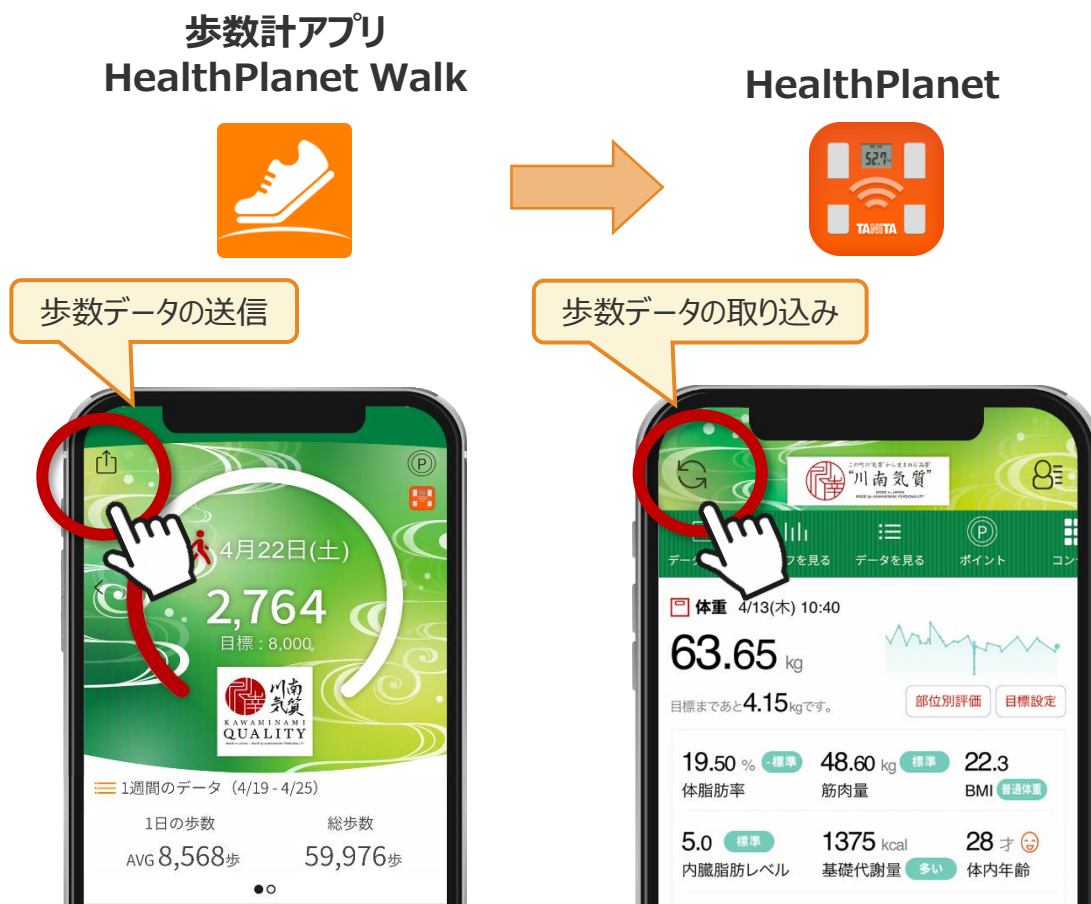 歩数計アプリ
HealthPlanet Walk
HealthPlanet
52.7
TANITA
歩数データの送信
歩数データの取り込み
P
4月22日(土)
2,764
目標 : 8,000
川南
気質
KAWAMINAMI
QUALITY
1週間のデータ（4/19 - 4/25）
1日の歩数
総歩数
AVG 8,568歩
59,976歩
"川南気質"
デー
フを見る
データを見る
P
ポイント
コン
体重 4/13(木) 10:40
63.65 kg
目標まであと4.15kgです。
部位別評価
目標設定
19.50 % -標準
48.60 kg 標準
22.3
体脂肪率
筋肉量
BMI 普通体重
5.0 標準
1375 kcal
28 才
内臓脂肪レベル
基礎代謝量 多い
体内年齢